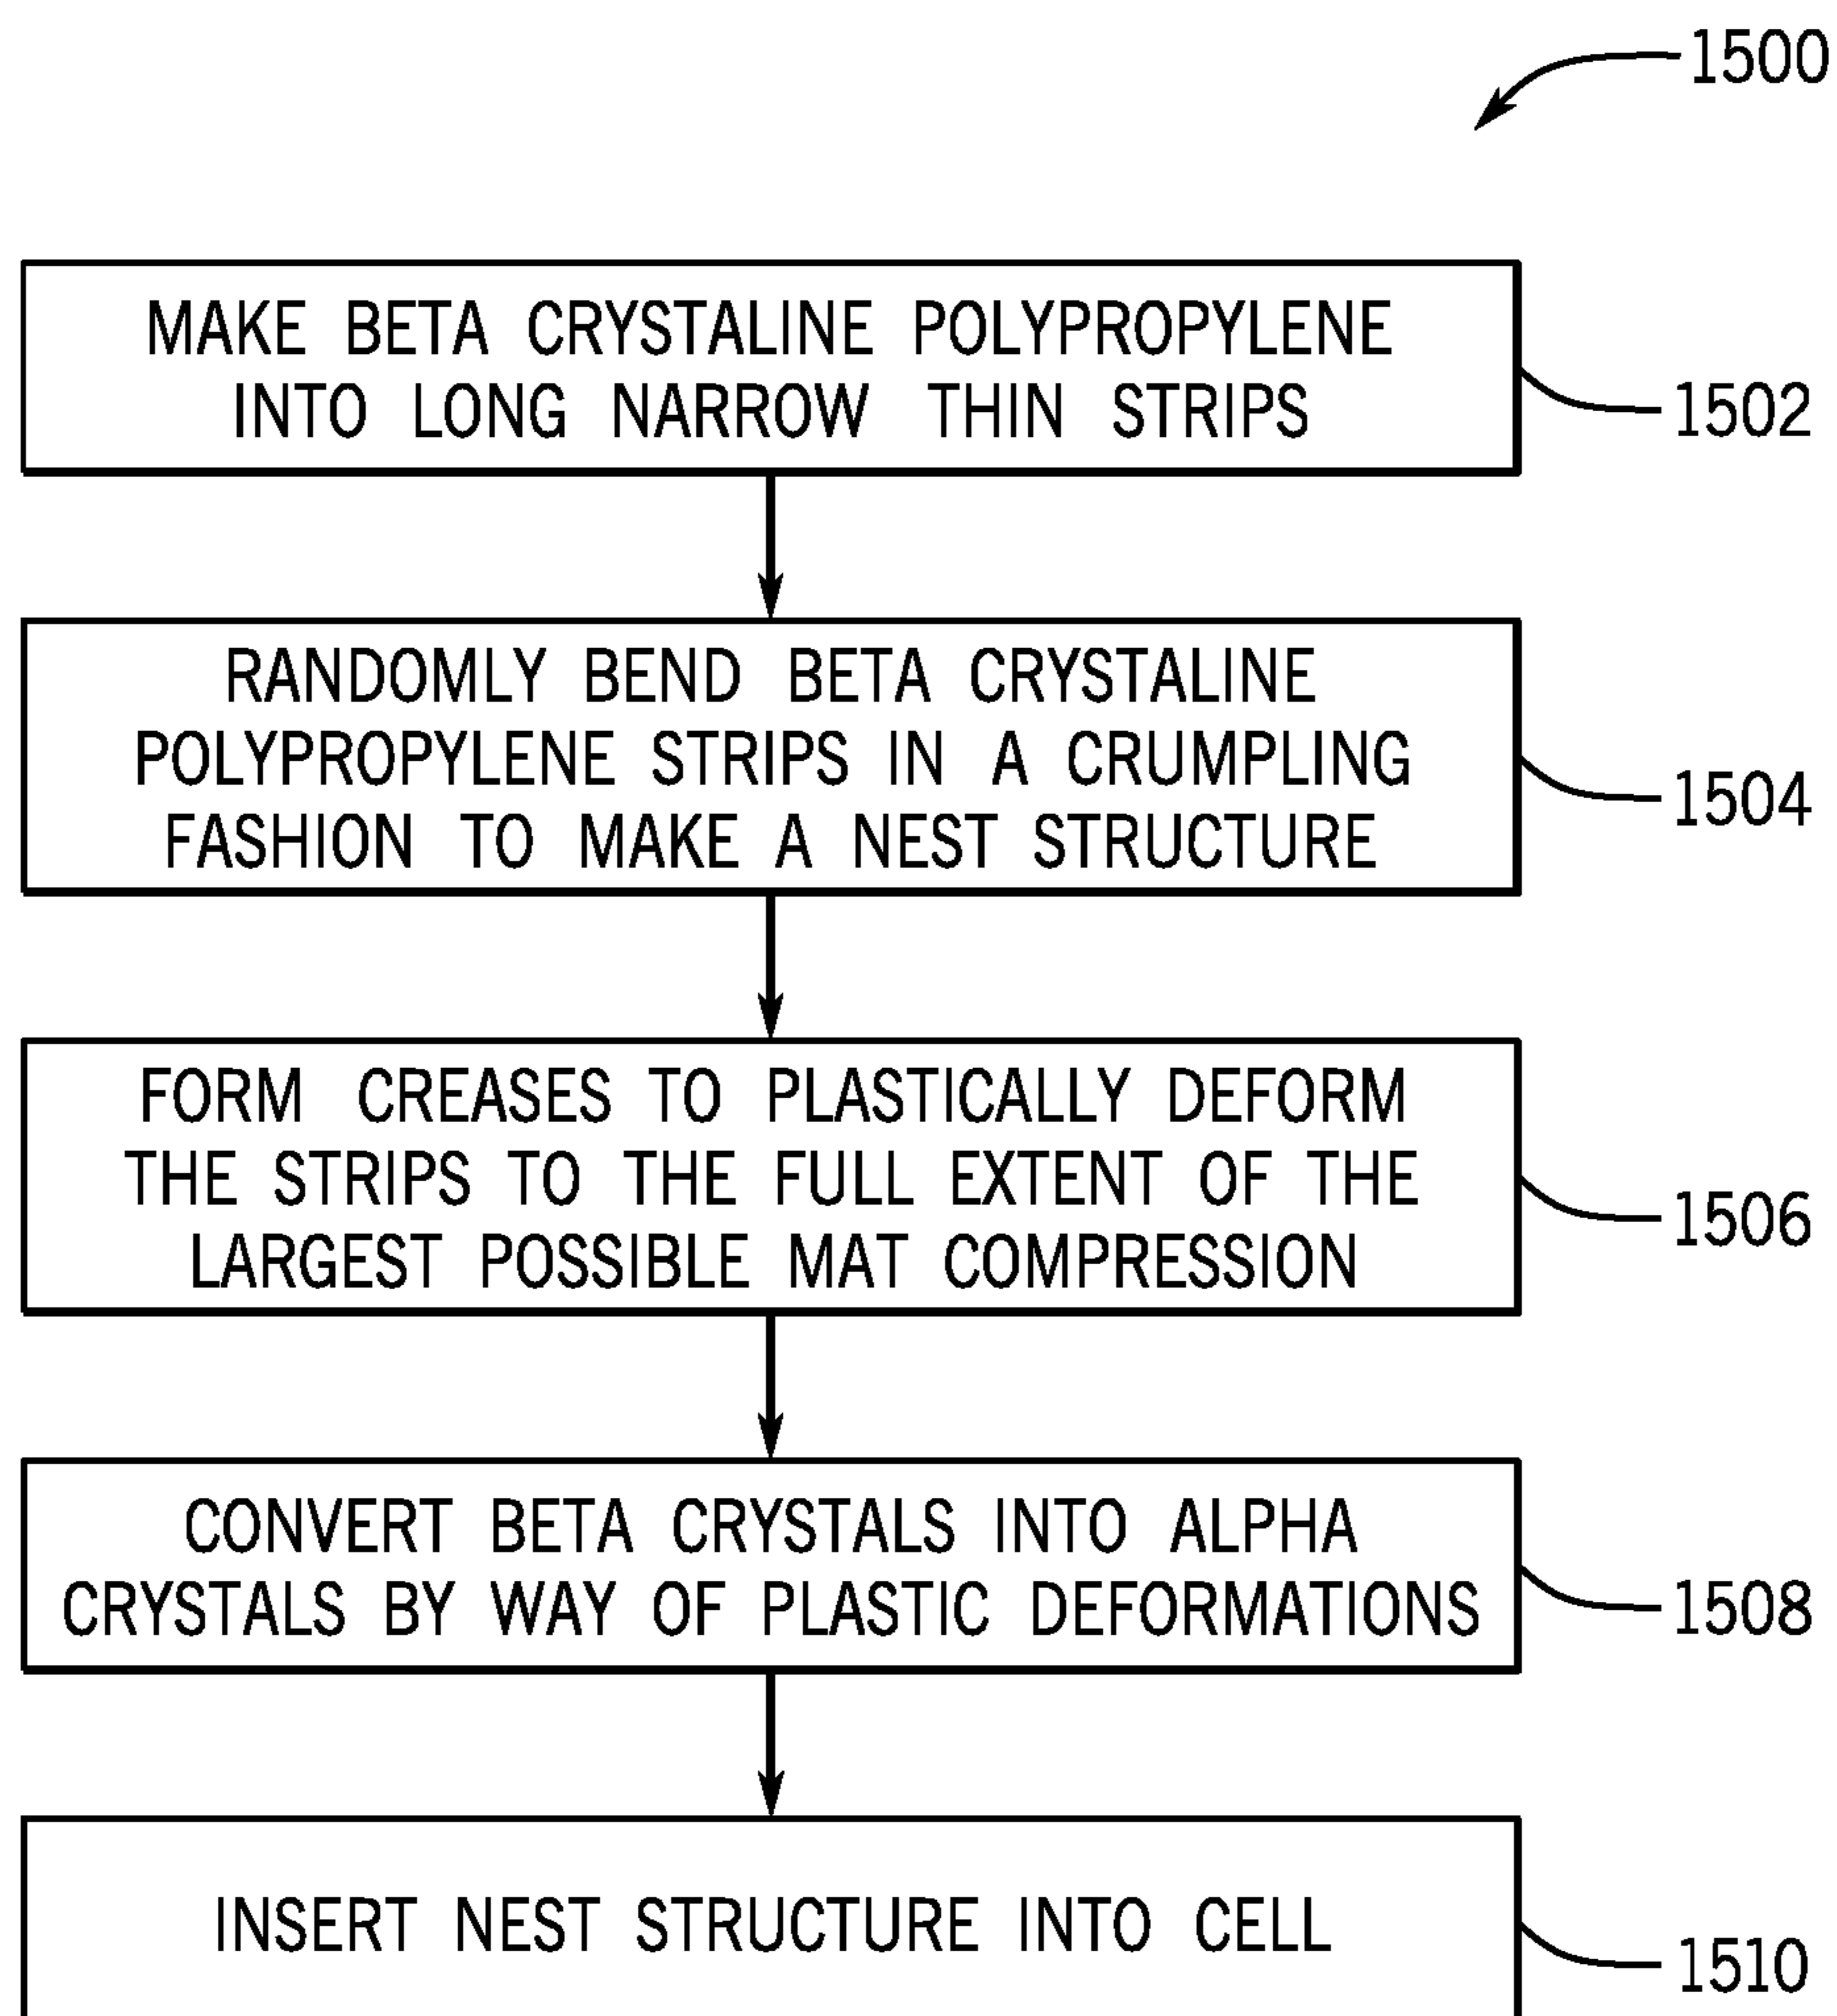 1500
MAKE BETA CRYSTALINE POLYPROPYLENE
INTO LONG NARROW THIN STRIPS
1502
RANDOMLY BEND BETA CRYSTALINE
POLYPROPYLENE STRIPS IN A CRUMPLING
FASHION TO MAKE A NEST STRUCTURE
1504
FORM CREASES TO PLASTICALLY DEFORM
THE STRIPS TO THE FULL EXTENT OF THE
LARGEST POSSIBLE MAT COMPRESSION
1506
CONVERT BETA CRYSTALS INTO ALPHA
CRYSTALS BY WAY OF PLASTIC DEFORMATIONS
1508
INSERT NEST STRUCTURE INTO CELL
1510